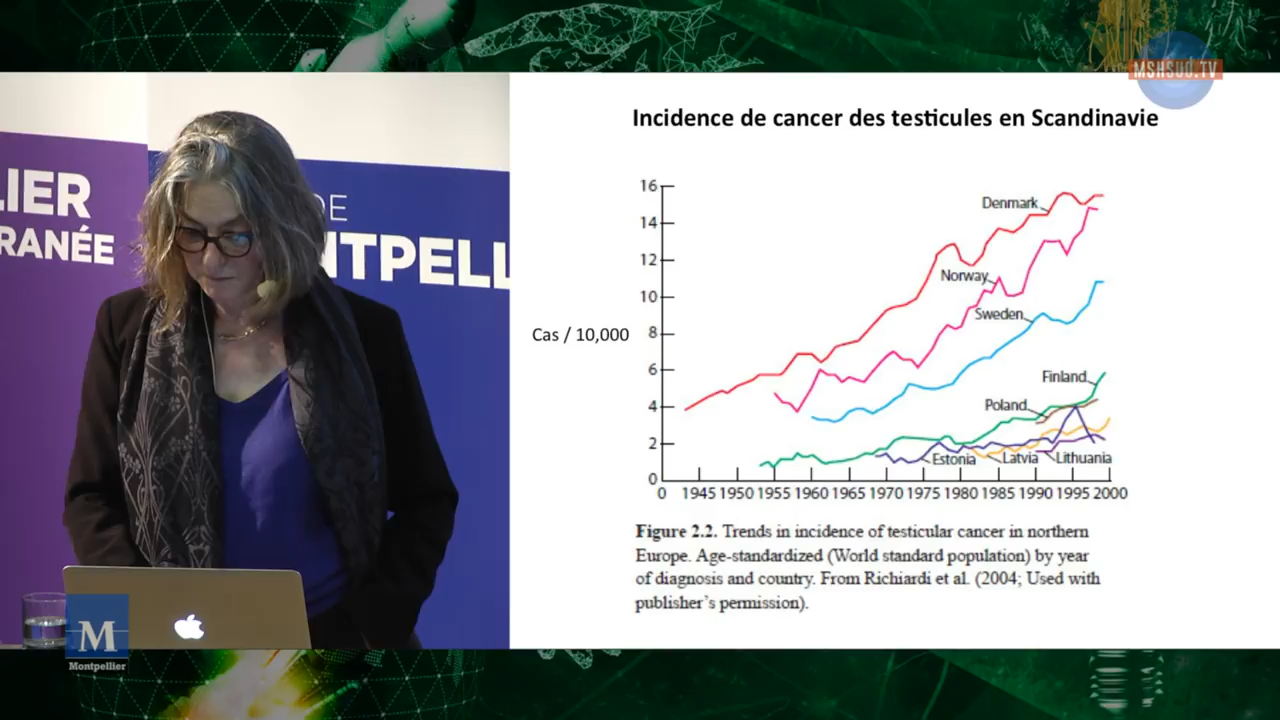 MSHSUD.TV
LIER
RANÉE
DE
NTPELL
M
Montpellier
Incidence de cancer des testicules en Scandinavie
Cas / 10,000
16
14
12
10
8
6
4
2
0
Denmark
Norway
Sweden
Finland
Poland
Estonia
Latvia
Lithuania
0 1945 1950 1955 1960 1965 1970 1975 1980 1985 1990 1995 2000
Figure 2.2. Trends in incidence of testicular cancer in northern
Europe. Age-standardized (World standard population) by year
of diagnosis and country. From Richiardi et al. (2004; Used with
publisher's permission).